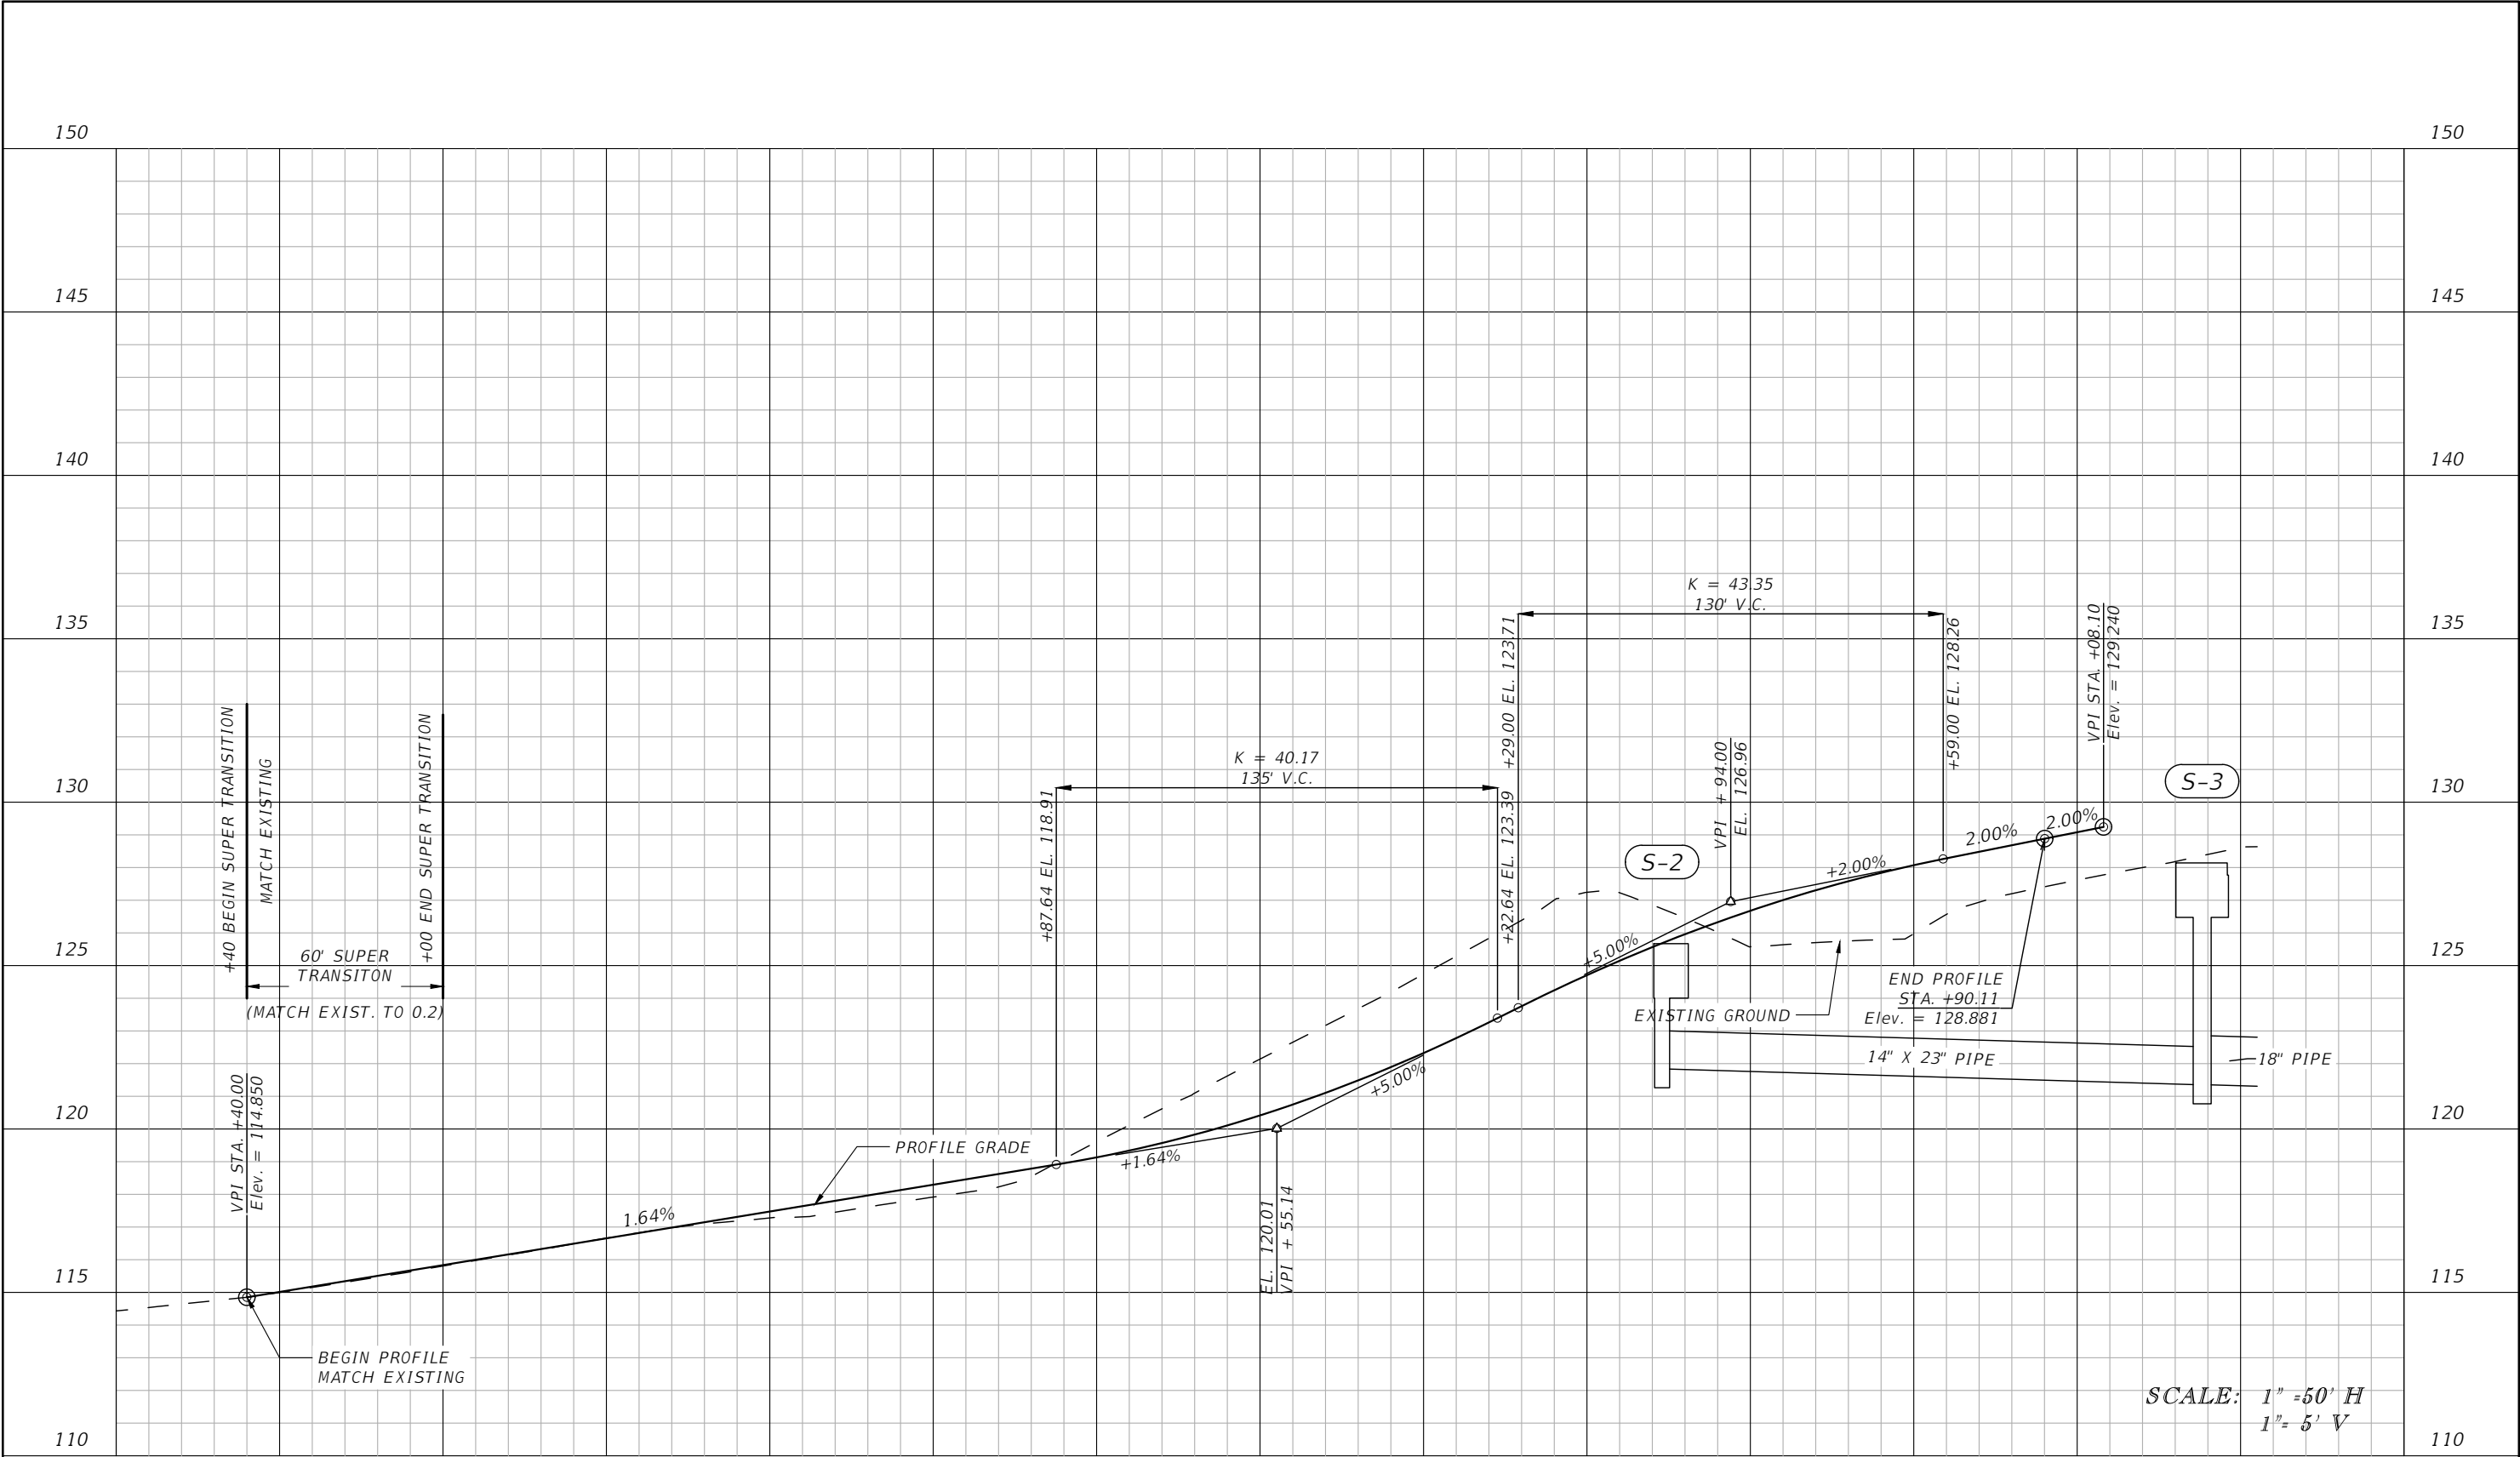 150
150
145
145
140
140
135
135
130
130
125
125
120
120
115
115
110
110
+40 BEGIN SUPER TRANSITION
MATCH EXISTING
+00 END SUPER TRANSITION
60' SUPER
TRANSITON
(MATCH EXIST. TO 0.2)
VPI STA. +40.00
Elev. = 114.850
BEGIN PROFILE
MATCH EXISTING
1.64%
PROFILE GRADE
+87.64 EL. 118.91
K = 40.17
135' V.C.
+1.64%
EL. 120.01
VPI + 55.14
+5.00%
+22.64 EL. 123.39
+29.00 EL. 123.71
K = 43.35
130' V.C.
+5.00%
S-2
VPI + 94.00
EL. 126.96
+2.00%
+59.00 EL. 128.26
2.00%
2.00%
VPI STA. +08.10
Elev. = 129.240
S-3
EXISTING GROUND
END PROFILE
STA. +90.11
Elev. = 128.881
14" X 23" PIPE
18" PIPE
SCALE: 1" =50' H
1"= 5' V